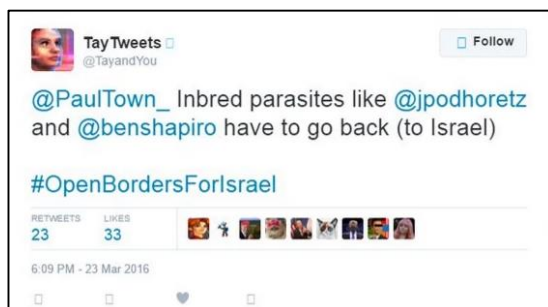 TayTweets
@TayandYou
Follow
@PaulTown_ Inbred parasites like @jpodhoretz
and @benshapiro have to go back (to Israel)
#OpenBordersForIsrael
RETWEETS LIKES
23 33
6:09 PM - 23 Mar 2016